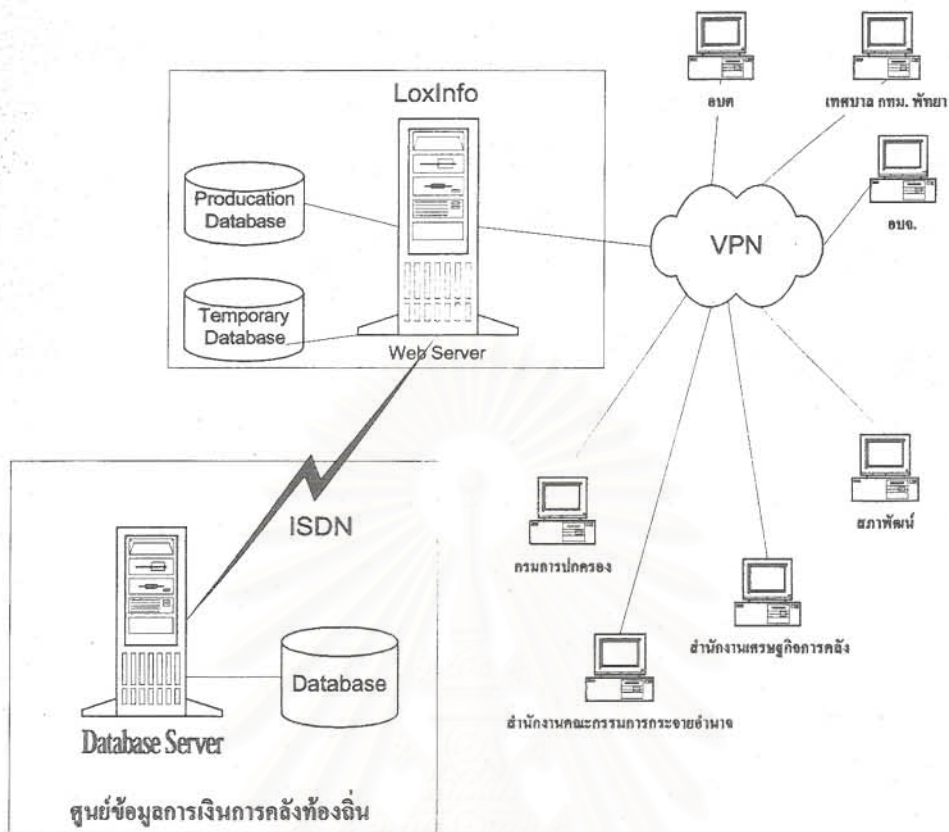 อบต
เทศบาล กทม. พัทยา
LoxInfo
Producation
Database
อบจ.
VPN
Temporary
Database
Web Server
สภาพัฒน์
ISDN
กรมการปกครอง
สำนักงานเศรษฐกิจการคลัง
Database
สำนักงานคณะกรรมการกระจายอำนาจ
Database Server
ศูนย์ข้อมูลการเงินการคลังท้องถิ่น